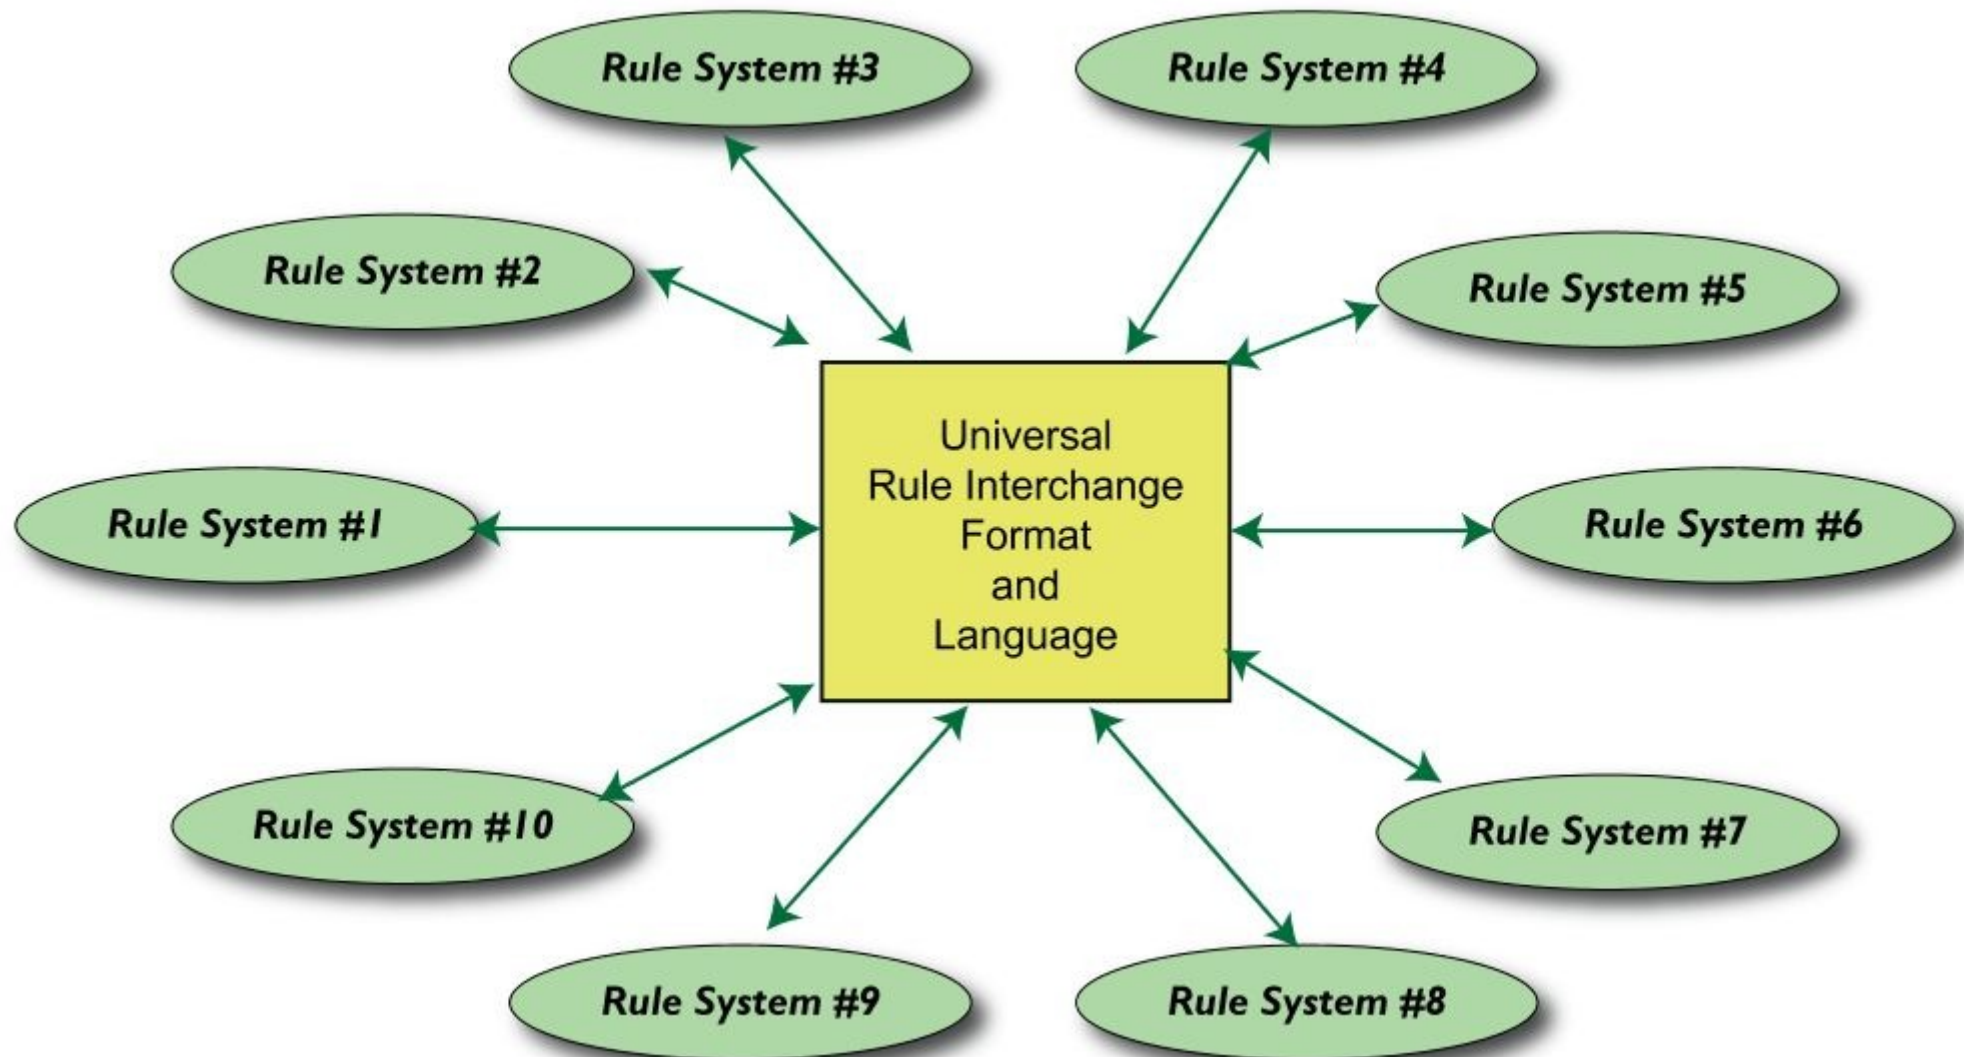 Rule System #3
Rule System #4
Rule System #2
Rule System #5
Universal
Rule Interchange
Format
and
Language
Rule System #1
Rule System #6
Rule System #10
Rule System #7
Rule System #9
Rule System #8